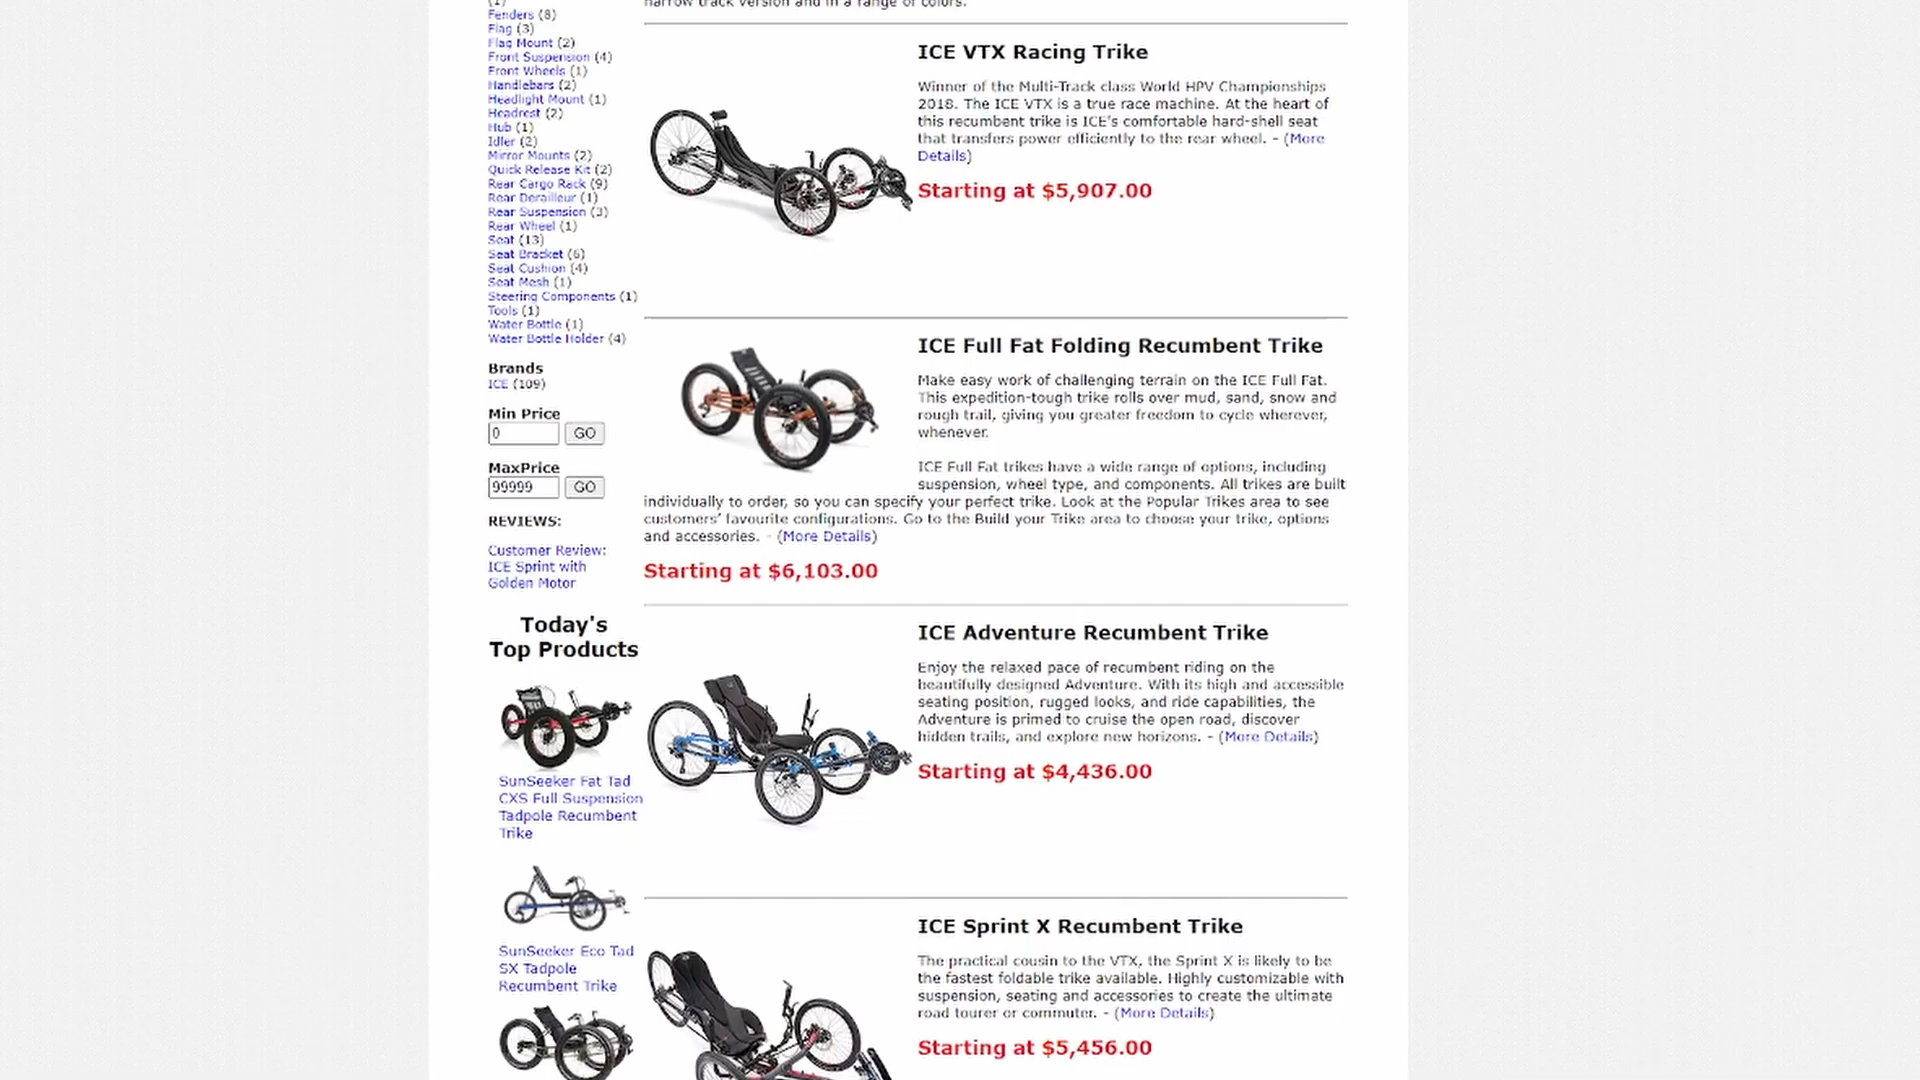 (1)
Fenders (8)
Flag (3)
Flag Mount (2)
Front Suspension (4)
Front Wheels (1)
Handlebars (2)
Headlight Mount (1)
Headrest (2)
Hub (1)
Idler (2)
Mirror Mounts (2)
Quick Release Kit (2)
Rear Cargo Rack (9)
Rear Derailleur (1)
Rear Suspension (3)
Rear Wheel (1)
Seat (13)
Seat Bracket (6)
Seat Cushion (4)
Seat Mesh (1)
Steering Components (1)
Tools (1)
Water Bottle (1)
Water Bottle Holder (4)
Brands
ICE (109)
Min Price
0 GO
MaxPrice
99999 GO
REVIEWS:
Customer Review:
ICE Sprint with
Golden Motor
Today's
Top Products
SunSeeker Fat Tad
CXS Full Suspension
Tadpole Recumbent
Trike
SunSeeker Eco Tad
SX Tadpole
Recumbent Trike
narrow track version and in a range of colors.
ICE VTX Racing Trike
Winner of the Multi-Track class World HPV Championships
2018. The ICE VTX is a true race machine. At the heart of
this recumbent trike is ICE's comfortable hard-shell seat
that transfers power efficiently to the rear wheel. - (More
Details)
Starting at $5,907.00
ICE Full Fat Folding Recumbent Trike
Make easy work of challenging terrain on the ICE Full Fat.
This expedition-tough trike rolls over mud, sand, snow and
rough trail, giving you greater freedom to cycle wherever,
whenever.
ICE Full Fat trikes have a wide range of options, including
suspension, wheel type, and components. All trikes are built
individually to order, so you can specify your perfect trike. Look at the Popular Trikes area to see
customers’ favourite configurations. Go to the Build your Trike area to choose your trike, options
and accessories. - (More Details)
Starting at $6,103.00
ICE Adventure Recumbent Trike
Enjoy the relaxed pace of recumbent riding on the
beautifully designed Adventure. With its high and accessible
seating position, rugged looks, and ride capabilities, the
Adventure is primed to cruise the open road, discover
hidden trails, and explore new horizons. - (More Details)
Starting at $4,436.00
ICE Sprint X Recumbent Trike
The practical cousin to the VTX, the Sprint X is likely to be
the fastest foldable trike available. Highly customizable with
suspension, seating and accessories to create the ultimate
road tourer or commuter. - (More Details)
Starting at $5,456.00